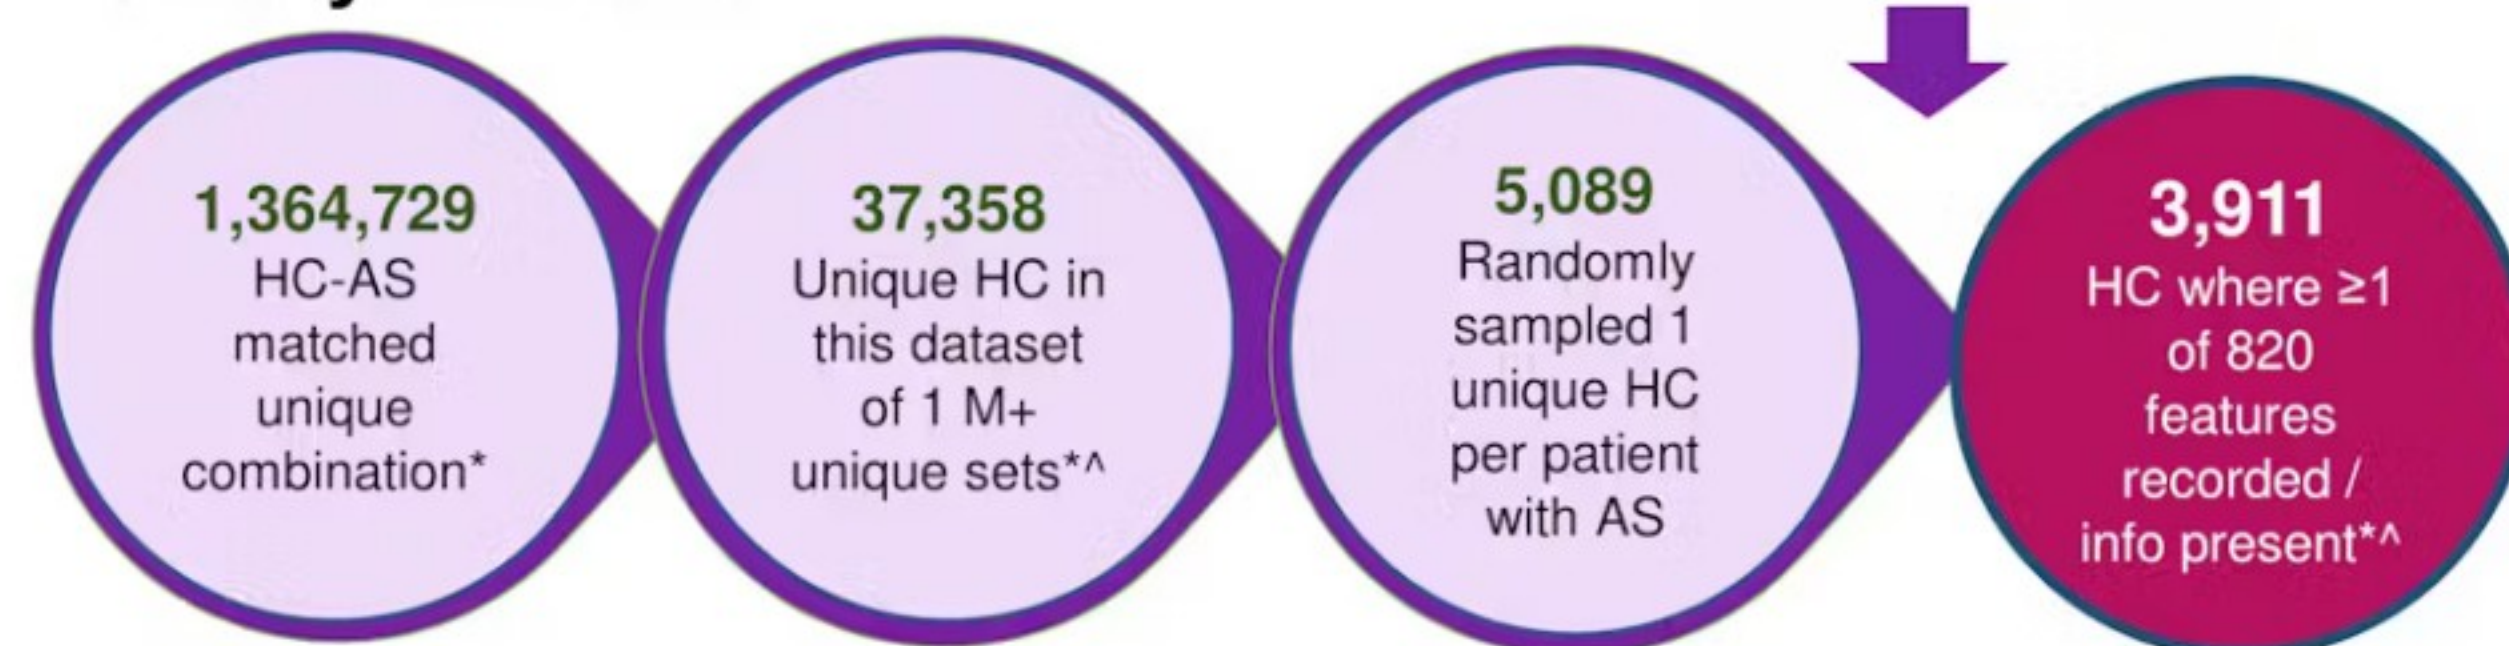 1,364,729
HC-AS
matched
unique
combination*
37,358
Unique HC in
this dataset
of 1 M+
unique sets*^
5,089
Randomly
sampled 1
unique HC
per patient
with AS
3,911
HC where ≥1
of 820
features
recorded /
info present*^